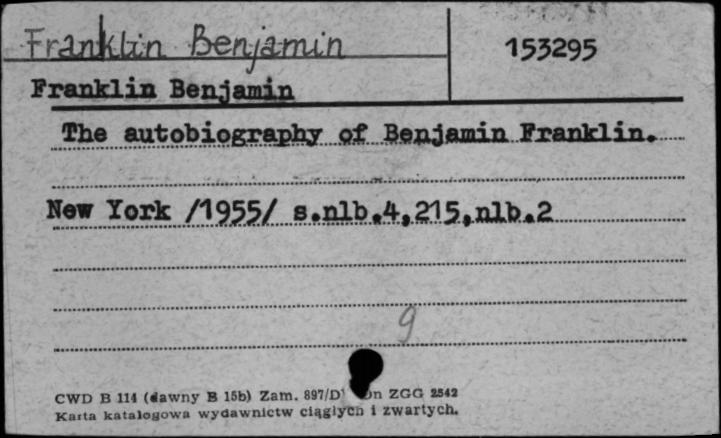 Franklin Benjamin
153295
Franklin Benjamin
The autobiography of Benjamin Franklin.
New York /1955/ s.nlb.4,215,nlb.2
9
CWD B 114 (dawny B 15b) Zam. 897/D ZGG 2542
Karta katalogowa wydawnictw ciągłych i zwartych.